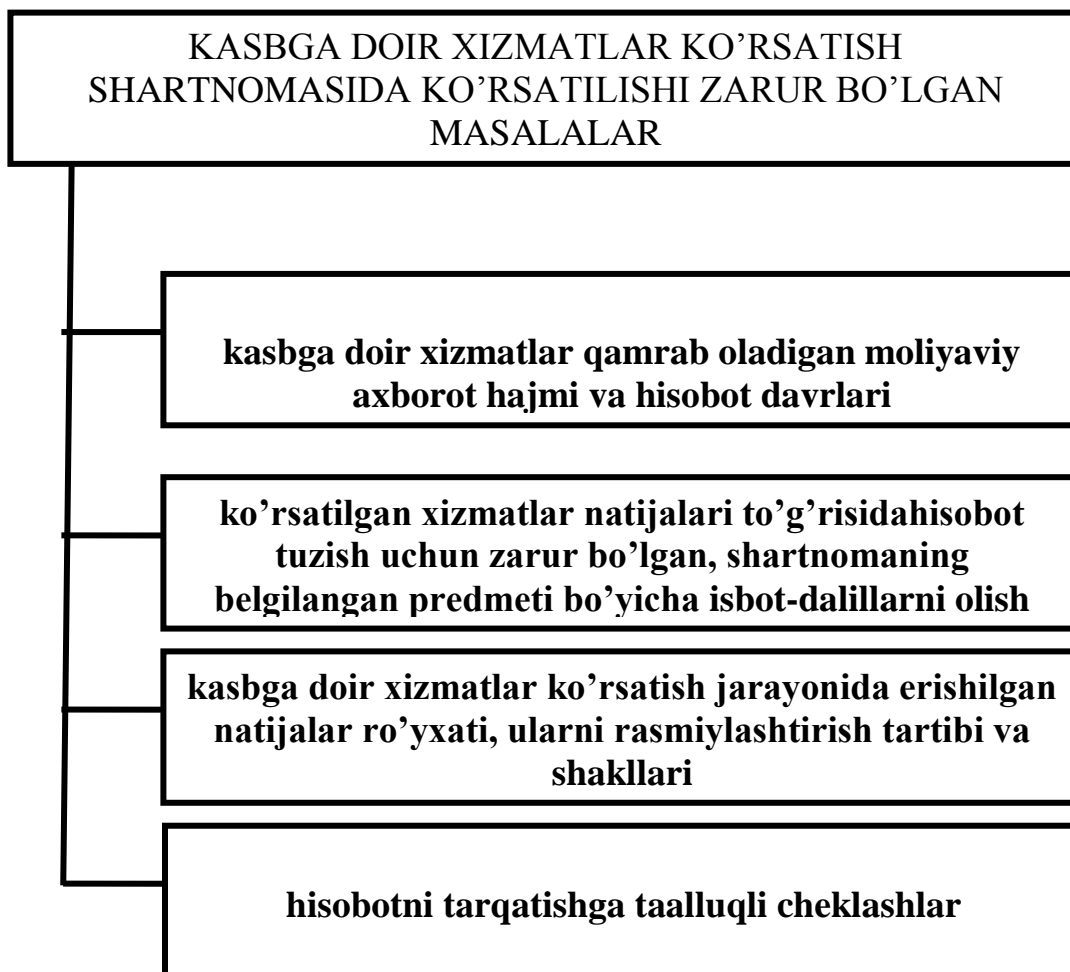 KASBGA DOIR XIZMATLAR KO’RSATISH
SHARTNOMASIDA KO’RSATILISHI ZARUR BO’LGAN
MASALALAR
kasbga doir xizmatlar qamrab oladigan moliyaviy
axborot hajmi va hisobot davrlari
ko’rsatilgan xizmatlar natijalari to’g’risidahisobot
tuzish uchun zarur bo’lgan, shartnomaning
belgilangan predmeti bo’yicha isbot-dalillarni olish
kasbga doir xizmatlar ko’rsatish jarayonida erishilgan
natijalar ro’yxati, ularni rasmiylashtirish tartibi va
shakllari
hisobotni tarqatishga taalluqli cheklashlar